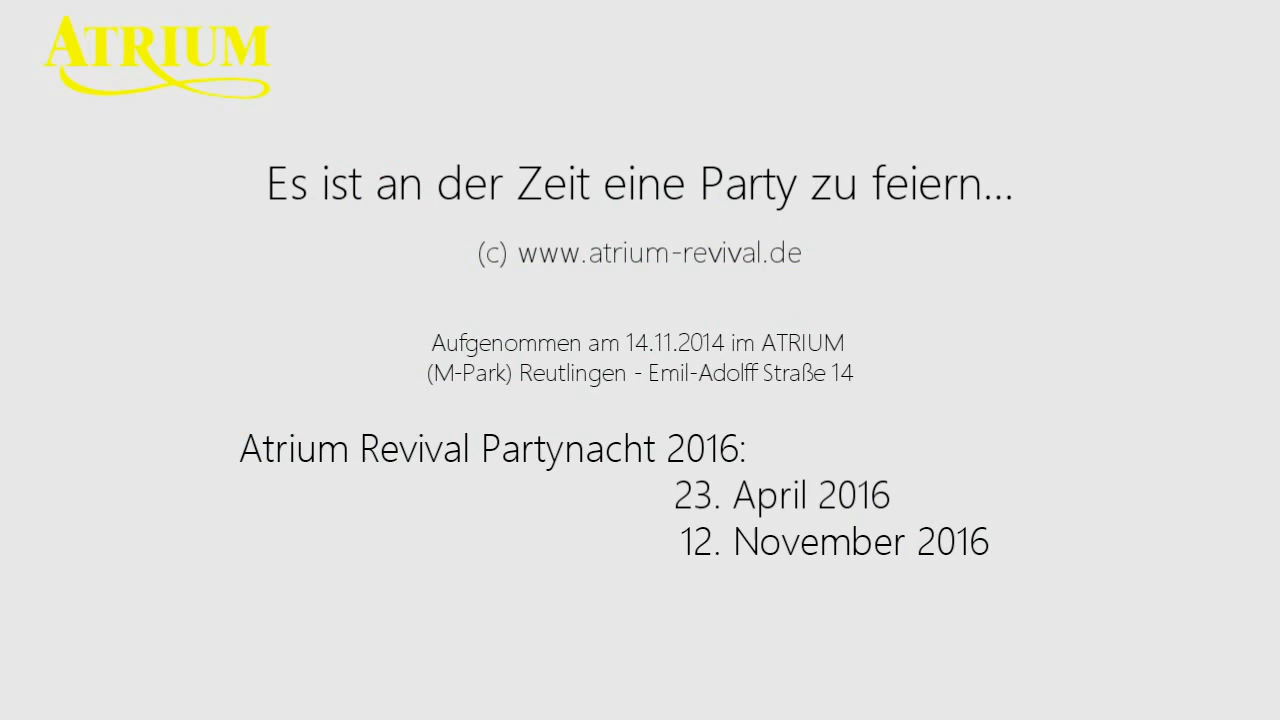 ATRIUM
Es ist an der Zeit eine Party zu feiern...
(c) www.atrium-revival.de
Aufgenommen am 14.11.2014 im ATRIUM
(M-Park) Reutlingen - Emil-Adolff Straße 14
Atrium Revival Partynacht 2016:
23. April 2016
12. November 2016